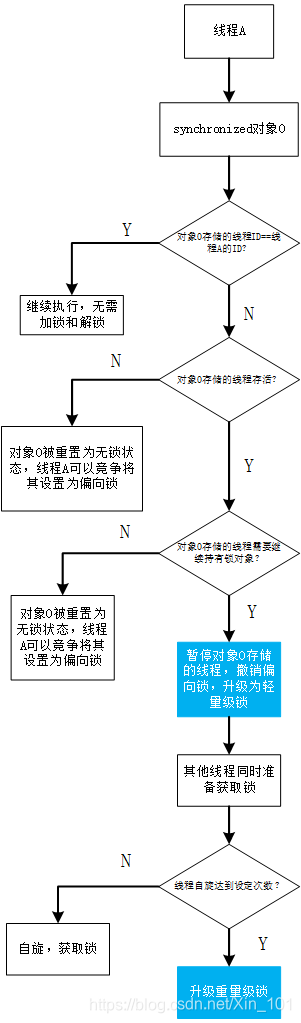 线程A
synchronized对象O
对象O存储的线程ID==线
程A的ID?
Y
继续执行，无需
加锁和解锁
N
对象O存储的线程存活?
N
对象O被重置为无锁状
态，线程A可以竞争将
其设置为偏向锁
Y
对象O存储的线程需要继
续持有锁对象?
N
对象O被重置为
无锁状态，线程
A可以竞争将其
设置为偏向锁
Y
暂停对象O存储
的线程，撤销偏
向锁，升级为轻
量级锁
其他线程同时准
备获取锁
线程自旋达到设定次数?
N
自旋，获取锁
Y
升级重量级锁
https://blog.csdn.net/Xin_101